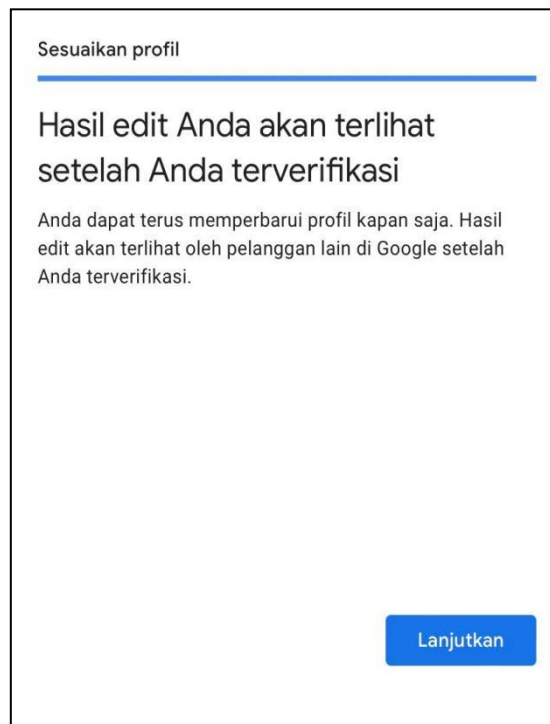 Sesuaikan profil
Hasil edit Anda akan terlihat
setelah Anda terverifikasi
Anda dapat terus memperbarui profil kapan saja. Hasil
edit akan terlihat oleh pelanggan lain di Google setelah
Anda terverifikasi.
Lanjutkan